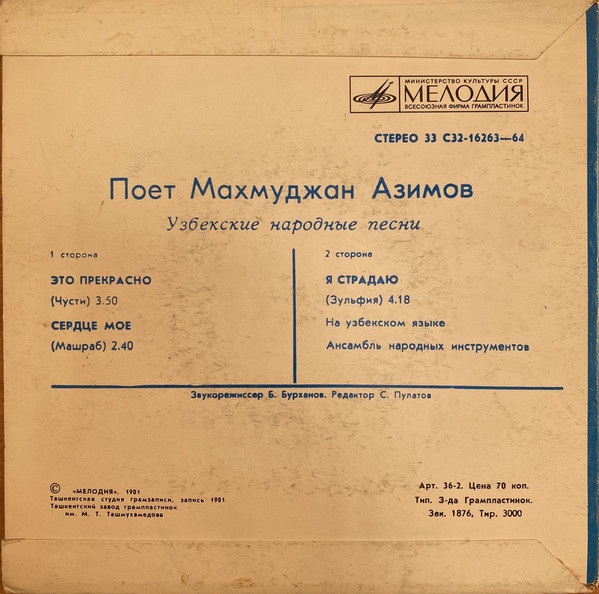 МИНИСТЕРСТВО КУЛЬТУРЫ СССР
МЕЛОДИЯ
ВСЕСОЮЗНАЯ ФИРМА ГРАМПЛАСТИНОК
СТЕРЕО 33 С32-16263—64
Поет Махмуджан Азимов
Узбекские народные песни
1 сторона
ЭТО ПРЕКРАСНО
(Чусти) 3.50
СЕРДЦЕ МОЕ
(Машраб) 2.40
2 сторона
Я СТРАДАЮ
(Зульфия) 4.18
На узбекском языке
Ансамбль народных инструментов
Звукорежиссер Б. Бурханов. Редактор С. Пулатов
© «МЕЛОДИЯ», 1981
Ташкентская студия грамзаписи, запись 1981
Ташкентский завод грампластинок
им. М. Т. Ташмухамедова
Арт. 36-2. Цена 70 коп.
Тип. З-да Грампластинок.
Зак. 1876, Тир. 3000